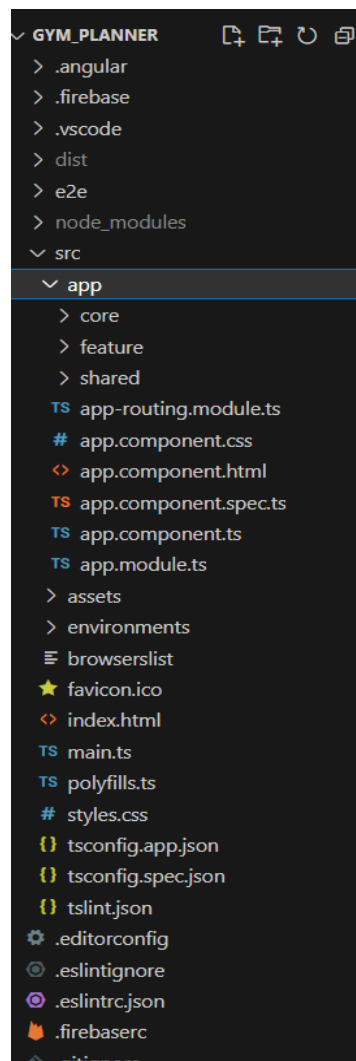 GYM_PLANNER
.angular
.firebase
.vscode
dist
e2e
node_modules
src
app
core
feature
shared
TS app-routing.module.ts
# app.component.css
<> app.component.html
TS app.component.spec.ts
TS app.component.ts
TS app.module.ts
assets
environments
browserslist
favicon.ico
<> index.html
TS main.ts
TS polyfills.ts
# styles.css
{} tsconfig.app.json
{} tsconfig.spec.json
{} tslint.json
.editorconfig
.eslintignore
.eslintrc.json
.firebaserc